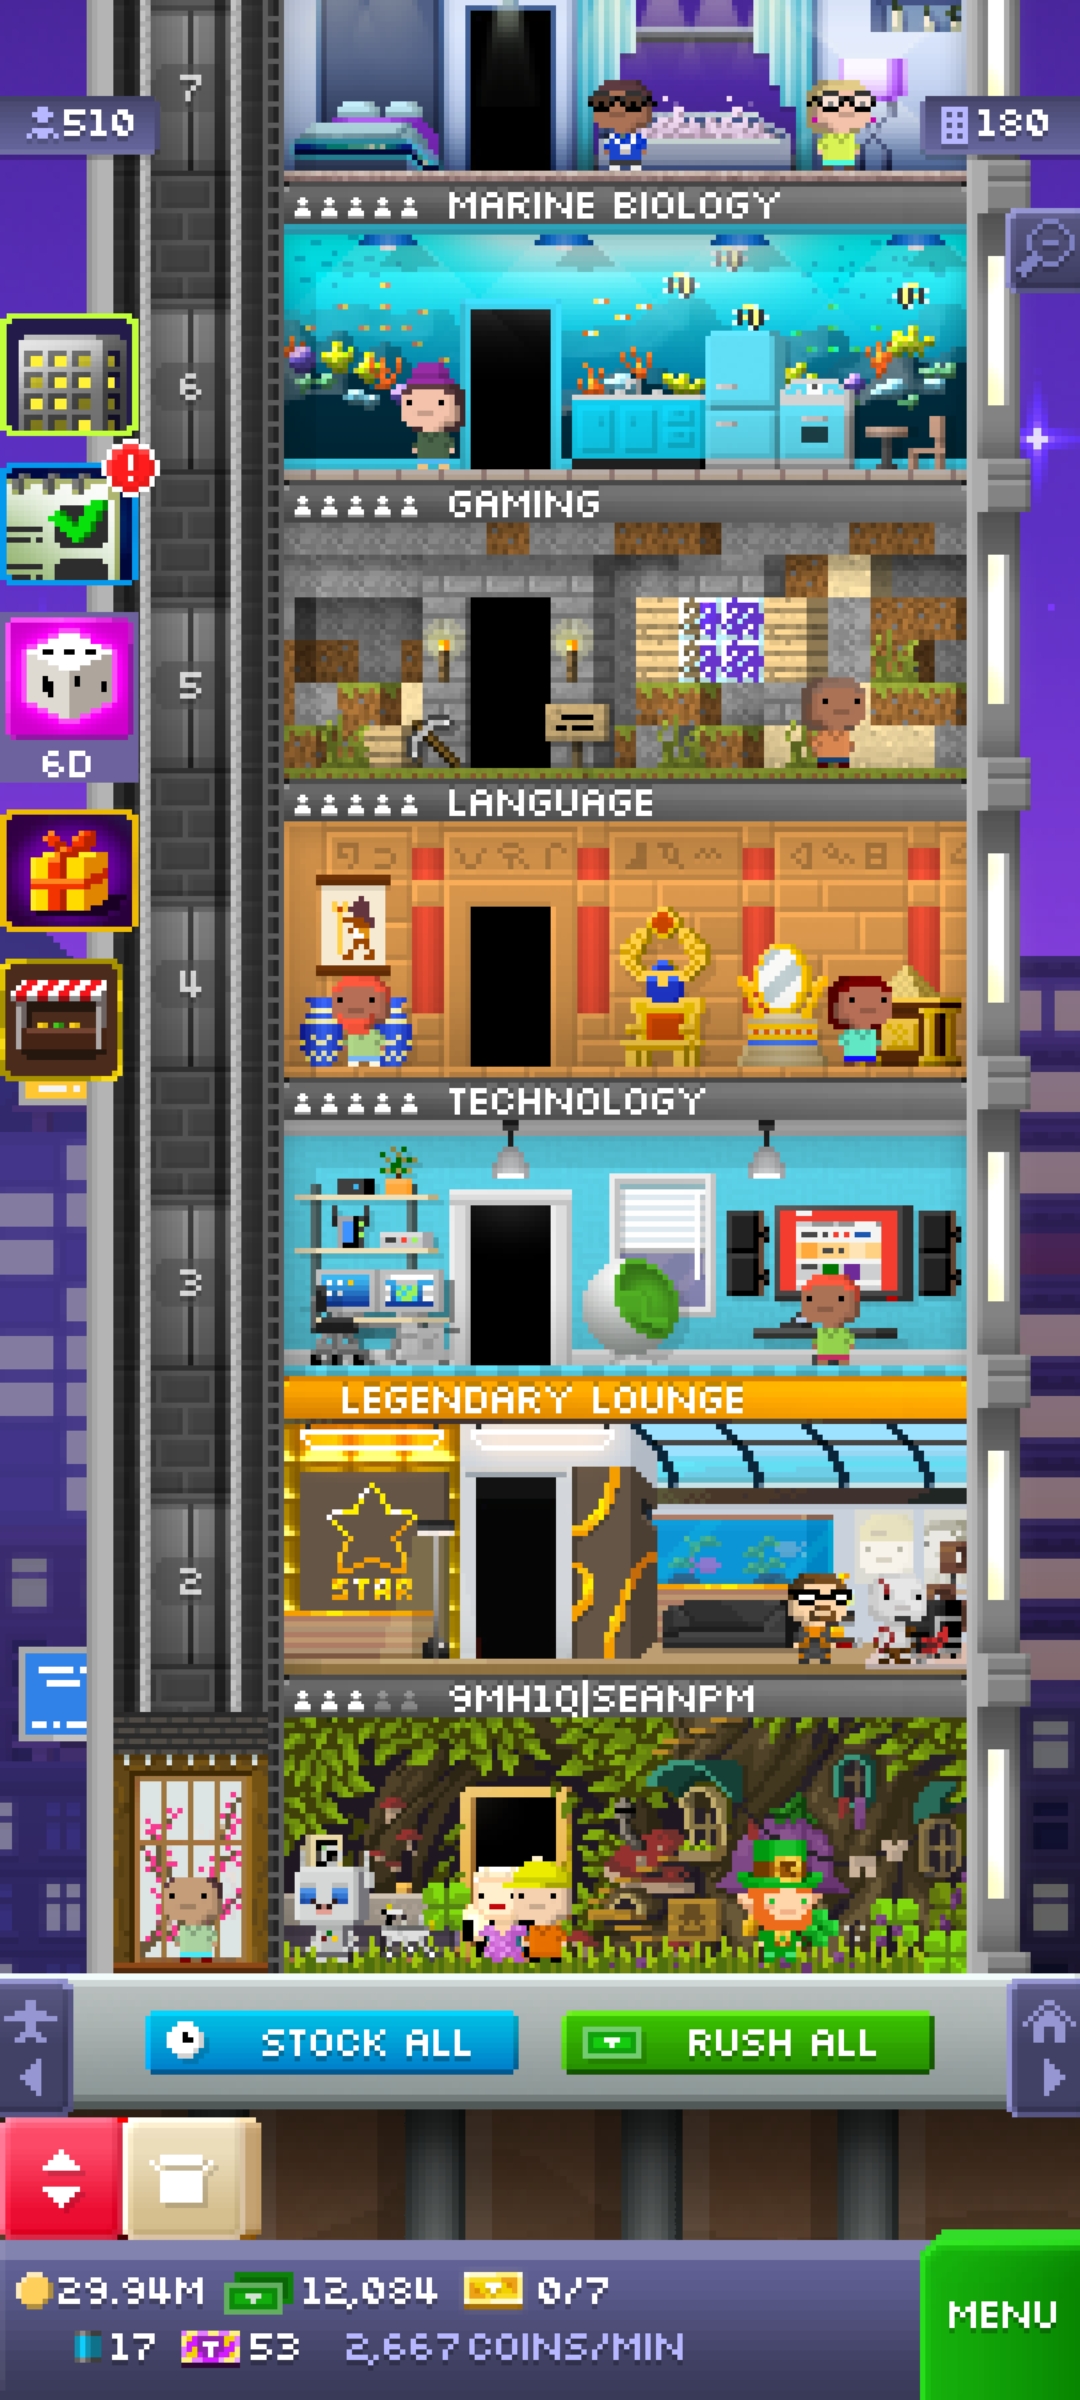 7
510
180
MARINE BIOLOGY
6
GAMING
5
6D
LANGUAGE
4
TECHNOLOGY
3
LEGENDARY LOUNGE
STAR
2
9MH1Q|SEANPM
STOCK ALL
RUSH ALL
29.94M
12,084
0/7
17
53
2,667 COINS/MIN
MENU